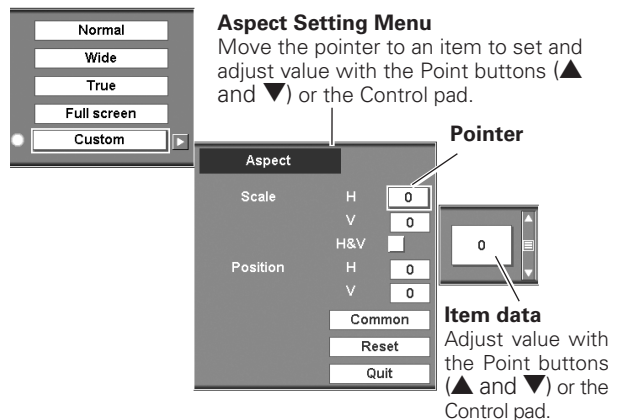 Normal
Wide
True
Full screen
Custom
Aspect Setting Menu
Move the pointer to an item to set and
adjust value with the Point buttons (▲
and ▼) or the Control pad.
Pointer
Aspect
Scale H 0
V 0
H&V
Position H 0
V 0
Common
Reset
Quit
0
Item data
Adjust value with
the Point buttons
(▲ and ▼) or the
Control pad.